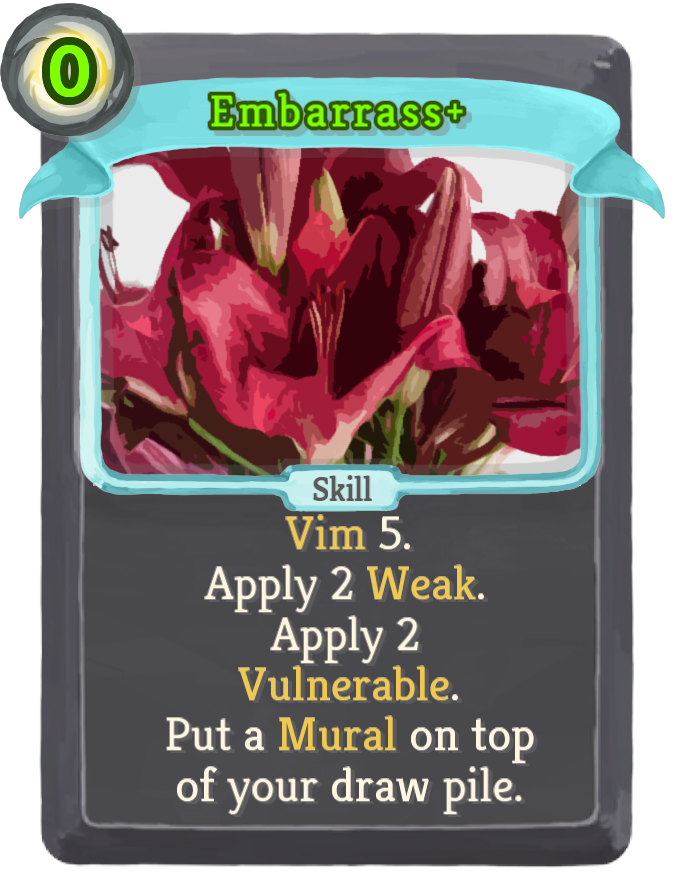 0
Embarrass+
Skill
Vim 5.
Apply 2 Weak.
Apply 2
Vulnerable.
Put a Mural on top
of your draw pile.